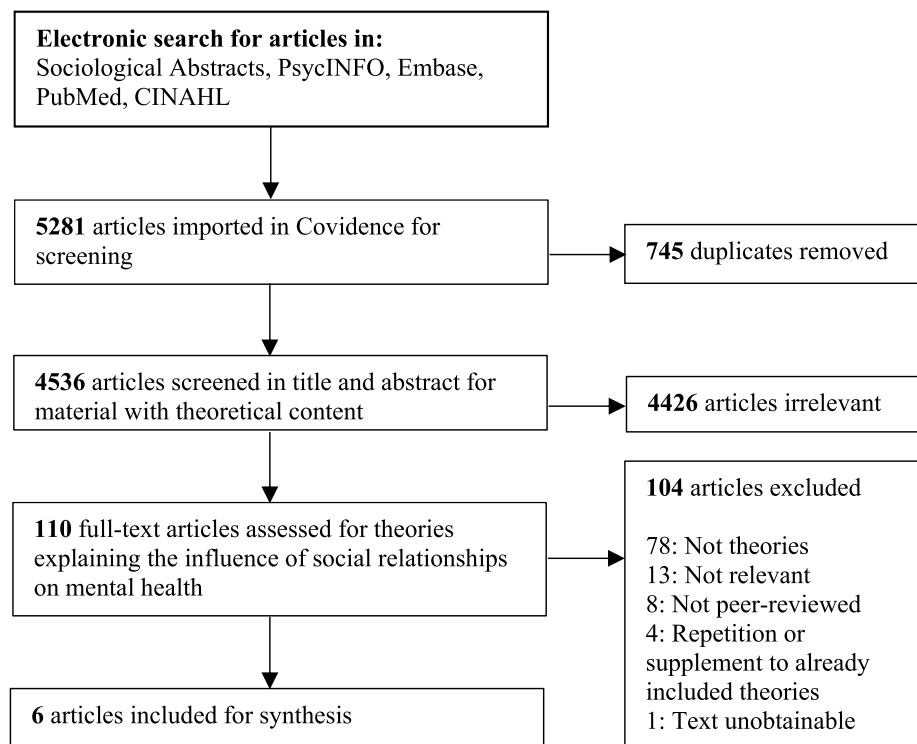 Electronic search for articles in:
Sociological Abstracts, PsycINFO, Embase,
PubMed, CINAHL
5281 articles imported in Covidence for
screening
745 duplicates removed
4536 articles screened in title and abstract for
material with theoretical content
4426 articles irrelevant
110 full-text articles assessed for theories
explaining the influence of social relationships
on mental health
104 articles excluded
78: Not theories
13: Not relevant
8: Not peer-reviewed
4: Repetition or
supplement to already
included theories
1: Text unobtainable
6 articles included for synthesis